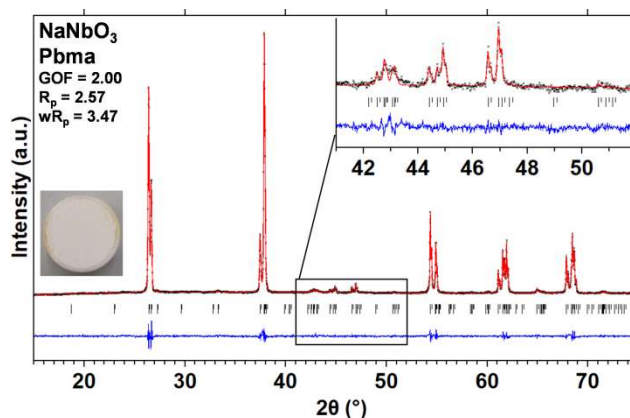 NaNbO₃
Pbma
GOF = 2.00
Rₚ = 2.57
wRₚ = 3.47
Intensity (a.u.)
42 44 46 48 50
20 30 40 50 60 70
2θ (°)